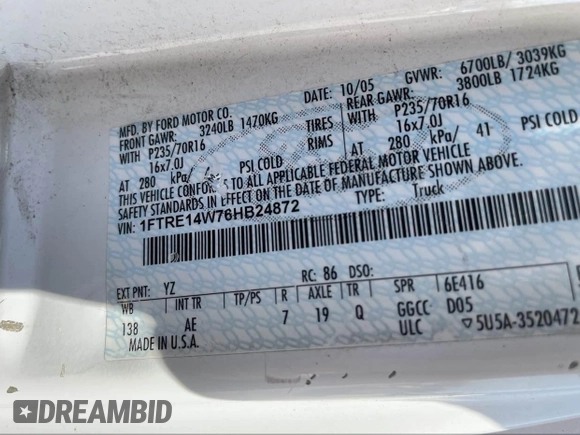 MFD. BY FORD MOTOR CO. DATE: 10/05 GVWR: 6700LB/ 3039KG
FRONT GAWR: 3240LB 1470KG REAR GAWR: 3800LB 1724KG
WITH P235/70R16 TIRES WITH P235/70R16
16x7.0J RIMS 16x7.0J
AT 280 kPa/ PSI COLD AT 280 kPa/ 41 PSI COLD
THIS VEHICLE CONFORMS TO ALL APPLICABLE FEDERAL MOTOR VEHICLE
SAFETY STANDARDS IN EFFECT ON THE DATE OF MANUFACTURE SHOWN ABOVE.
VIN: 1FTRE14W76HB24872 TYPE: Truck
EXT PNT: YZ RC: 86 DSO:
WB INT TR TP/PS R AXLE TR SPR 6E416
138 AE 7 19 Q GGCC D05
MADE IN U.S.A. ULC ▽5U5A-3520472
DREAMBID